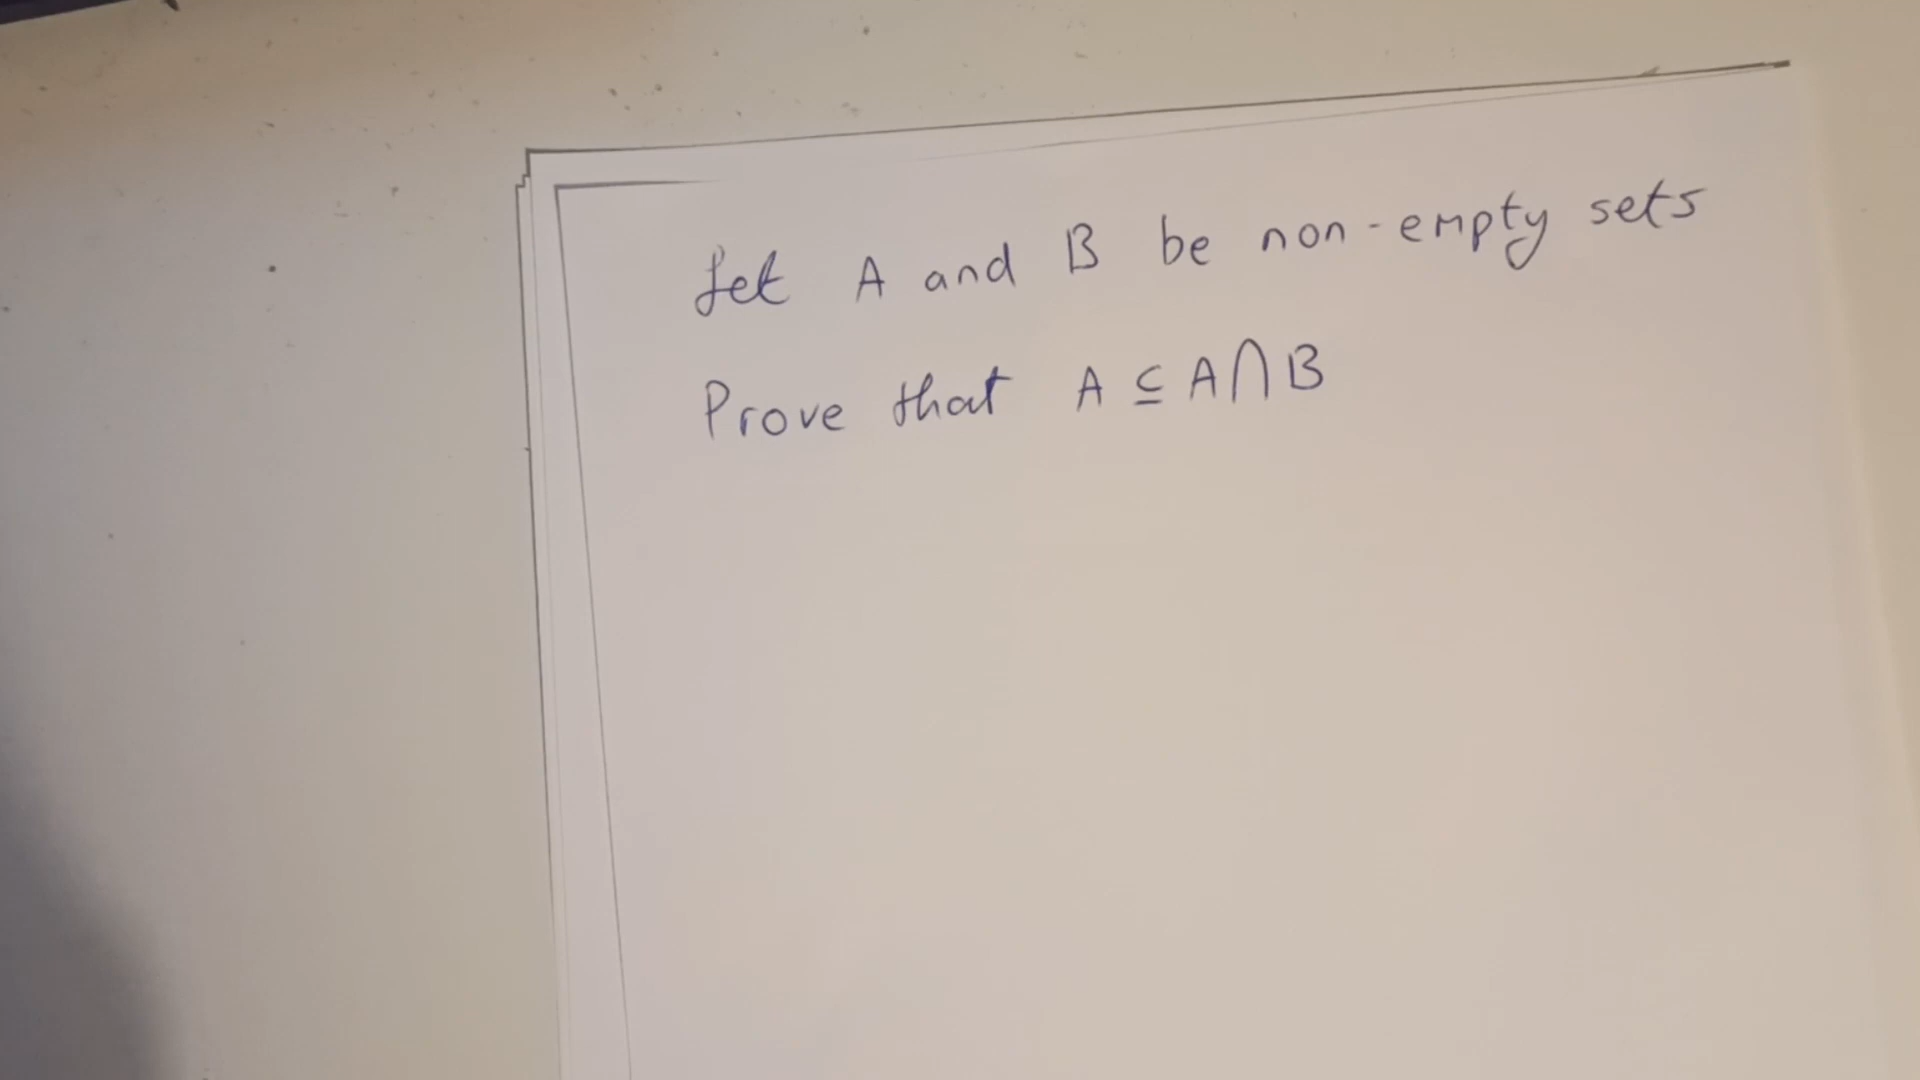 Let A and B be non-empty sets
Prove that A ⊆ A ∩ B